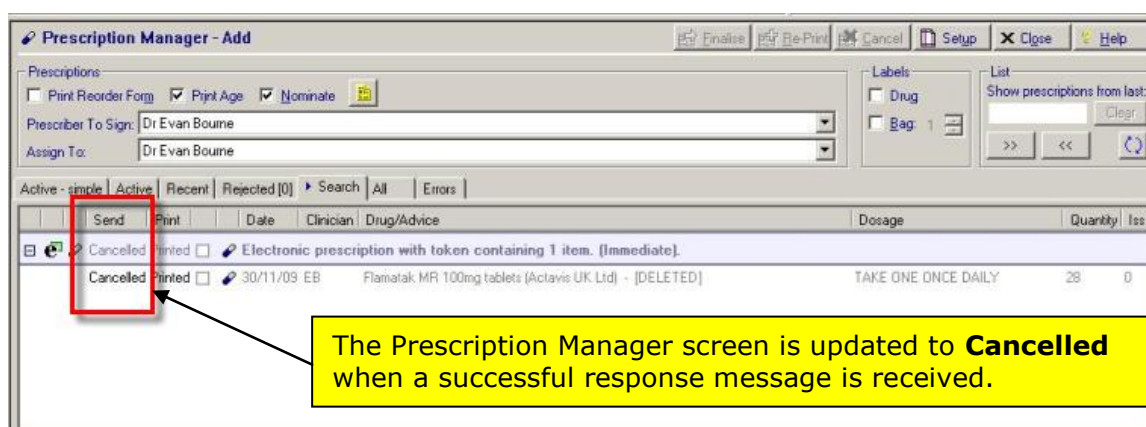 Prescription Manager - Add
Finalise Re-Print Cancel Setup Close Help
Prescriptions Labels List
Print Reorder Form Print Age Nominate Drug Show prescriptions from last:
Prescriber To Sign: Dr Evan Bourne Bag: 1 Clear
Assign To: Dr Evan Bourne >> <<
Active - simple Active Recent Rejected [0] Search All Errors
Send Print Date Clinician Drug/Advice Dosage Quantity Iss
Cancelled Printed Electronic prescription with token containing 1 item. (Immediate).
Cancelled Printed 30/11/09 EB Flamatak MR 100mg tablets (Actavis UK Ltd) - [DELETED] TAKE ONE ONCE DAILY 28 0
The Prescription Manager screen is updated to Cancelled
when a successful response message is received.